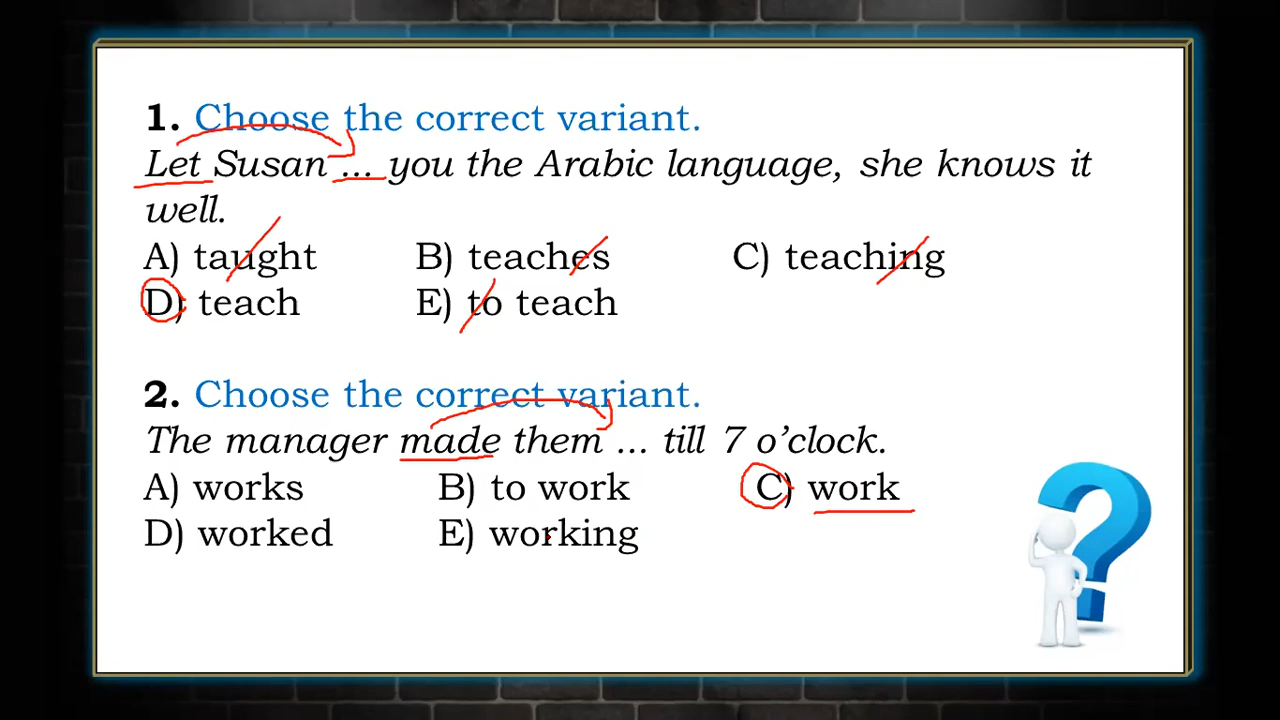 1. Choose the correct variant.
Let Susan ... you the Arabic language, she knows it
well.
A) taught B) teaches C) teaching
D) teach E) to teach
2. Choose the correct variant.
The manager made them ... till 7 o’clock.
A) works B) to work C) work
D) worked E) working